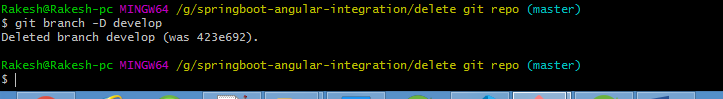 Rakesh@Rakesh-pc MINGW64 /g/springboot-angular-integration/delete git repo (master)
$ git branch -D develop
Deleted branch develop (was 423e692).
Rakesh@Rakesh-pc MINGW64 /g/springboot-angular-integration/delete git repo (master)
$